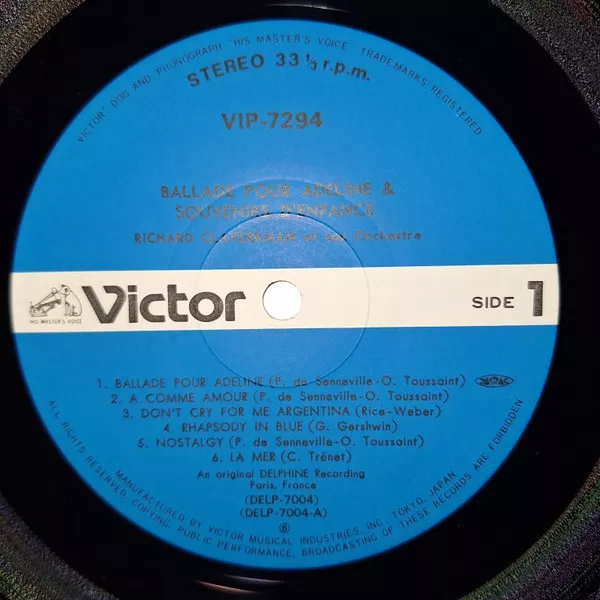 VICTOR" DOG AND PHONOGRAPH "HIS MASTER'S VOICE" TRADEMARKS REGISTERED
STEREO 33 1/3 r.p.m.
VIP-7294
BALLADE POUR ADELINE &
SOUVENIRS D'ENFANCE
RICHARD CLAYDERMAN et son Orchestre
HIS MASTER'S VOICE
Victor
SIDE 1
1. BALLADE POUR ADELINE (P. de Senneville-O. Toussaint)
2. A COMME AMOUR (P. de Senneville-O. Toussaint)
3. DON'T CRY FOR ME ARGENTINA (Rice-Weber)
4. RHAPSODY IN BLUE (G. Gershwin)
5. NOSTALGY (P. de Senneville-O. Toussaint)
6. LA MER (C. Trénet)
An original DELPHINE Recording
Paris, France
(DELP-7004)
(DELP-7004-A)
MANUFACTURED BY VICTOR MUSICAL INDUSTRIES INC. TOKYO, JAPAN
ALL RIGHTS RESERVED. COPYING, PUBLIC PERFORMANCE, BROADCASTING OF THESE RECORDS ARE FORBIDDEN